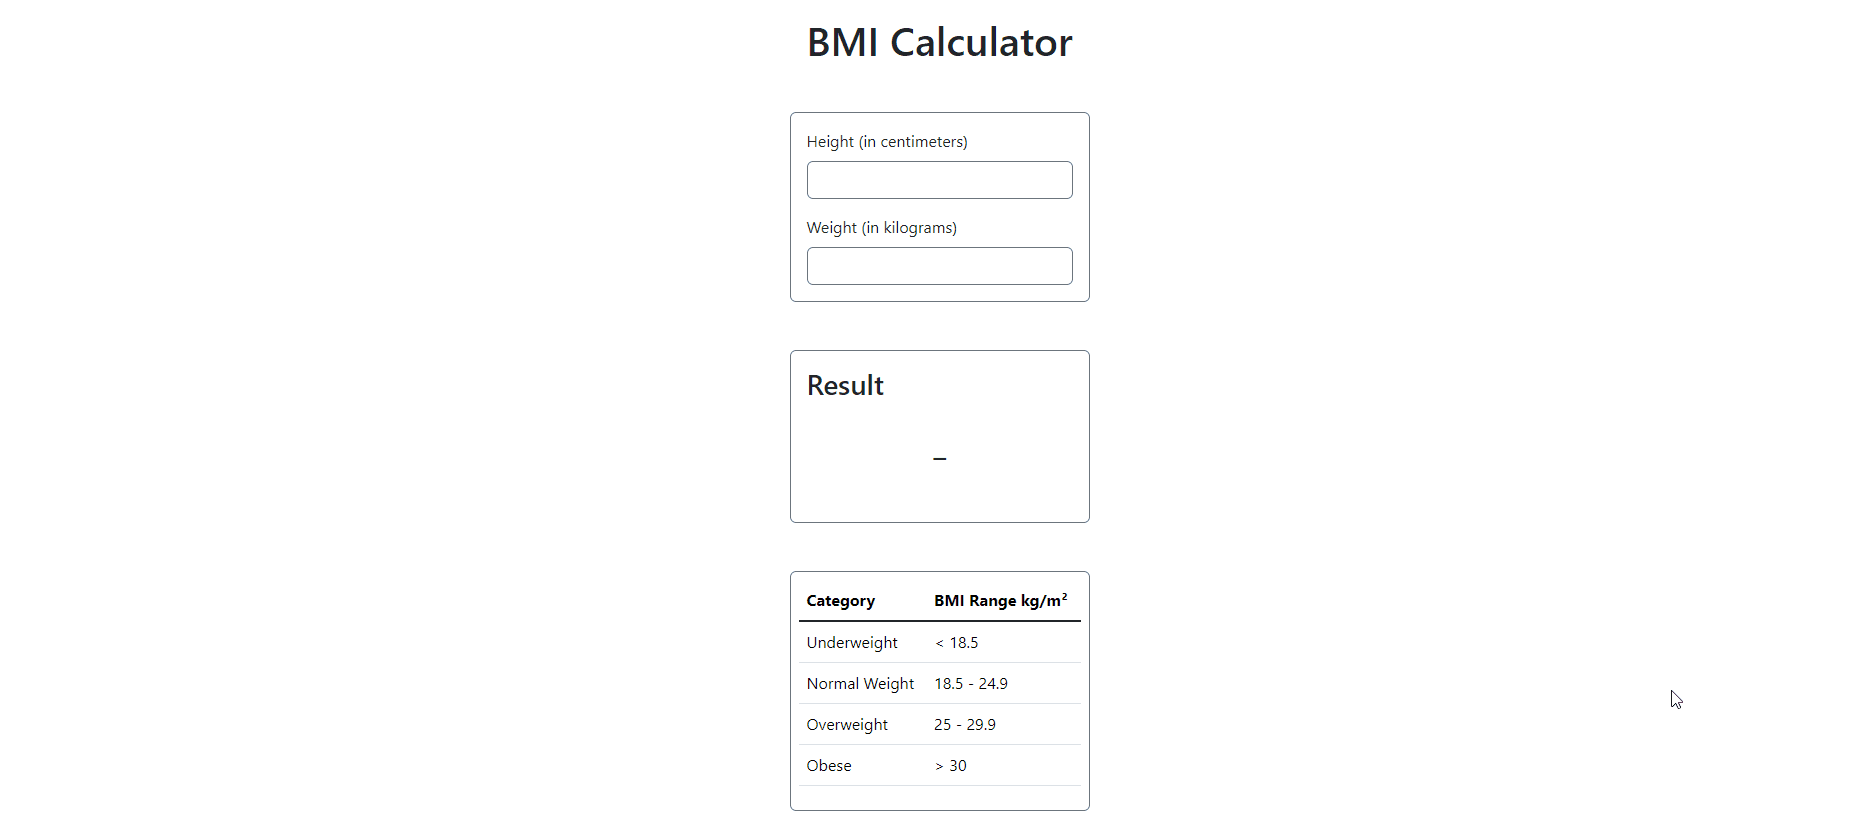 BMI Calculator
Height (in centimeters)
Weight (in kilograms)
Result
–
Category BMI Range kg/m²
Underweight < 18.5
Normal Weight 18.5 - 24.9
Overweight 25 - 29.9
Obese > 30